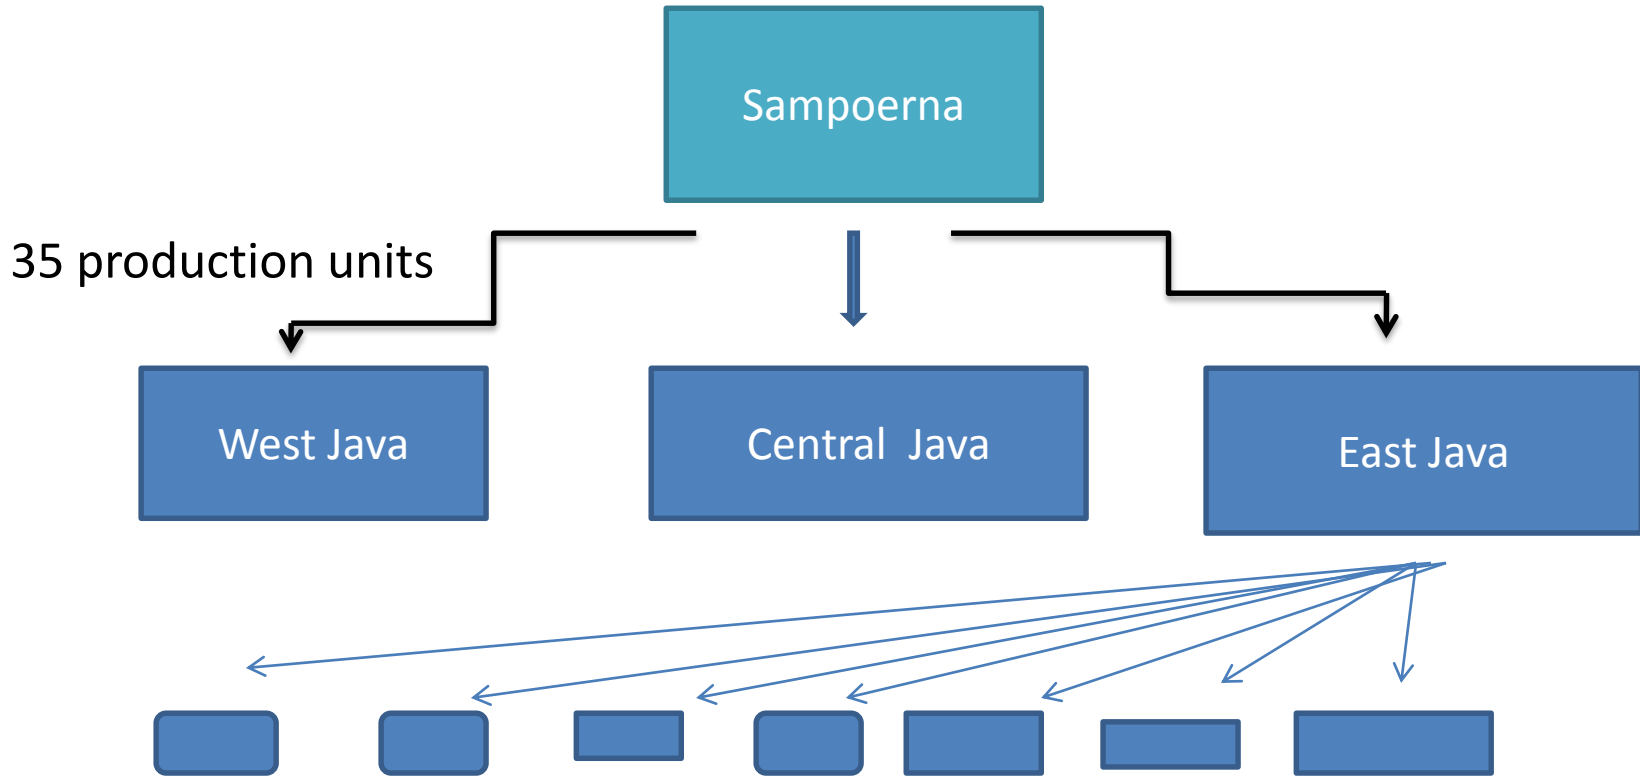 Sampoerna
35 production units
West Java
Central  Java
East Java